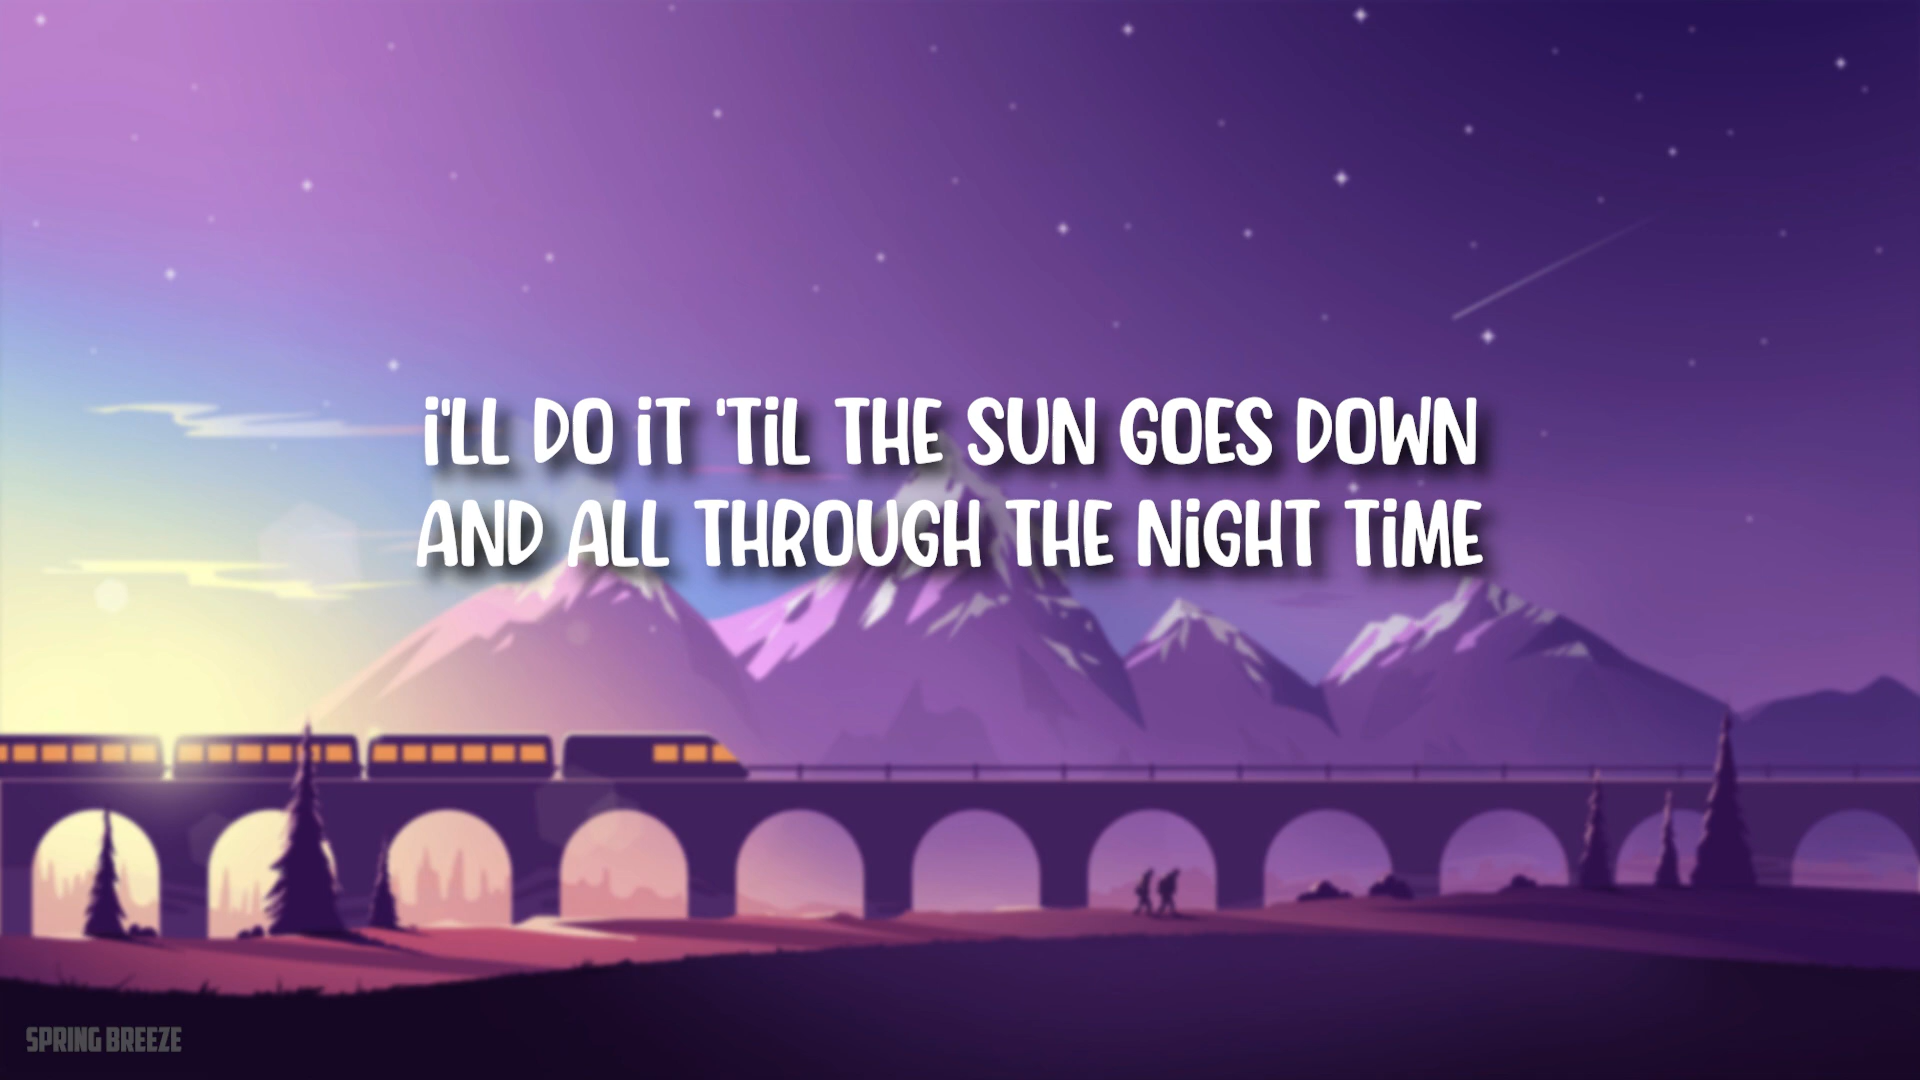 i'LL DO iT 'TiL THE SUN GOES DOWN
AND ALL THROUGH THE NiGHT TiME
SPRING BREEZE